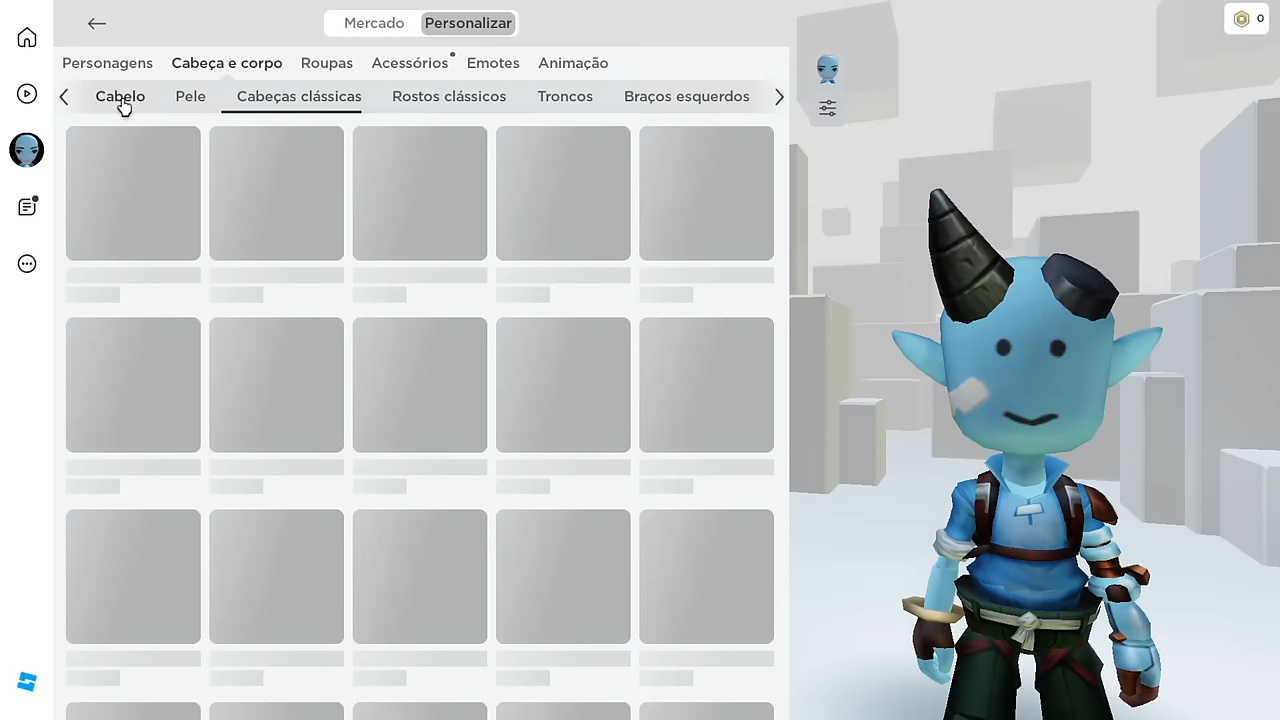 Mercado Personalizar
0
Personagens Cabeça e corpo Roupas Acessórios Emotes Animação
Cabelo Pele Cabeças clássicas Rostos clássicos Troncos Braços esquerdos